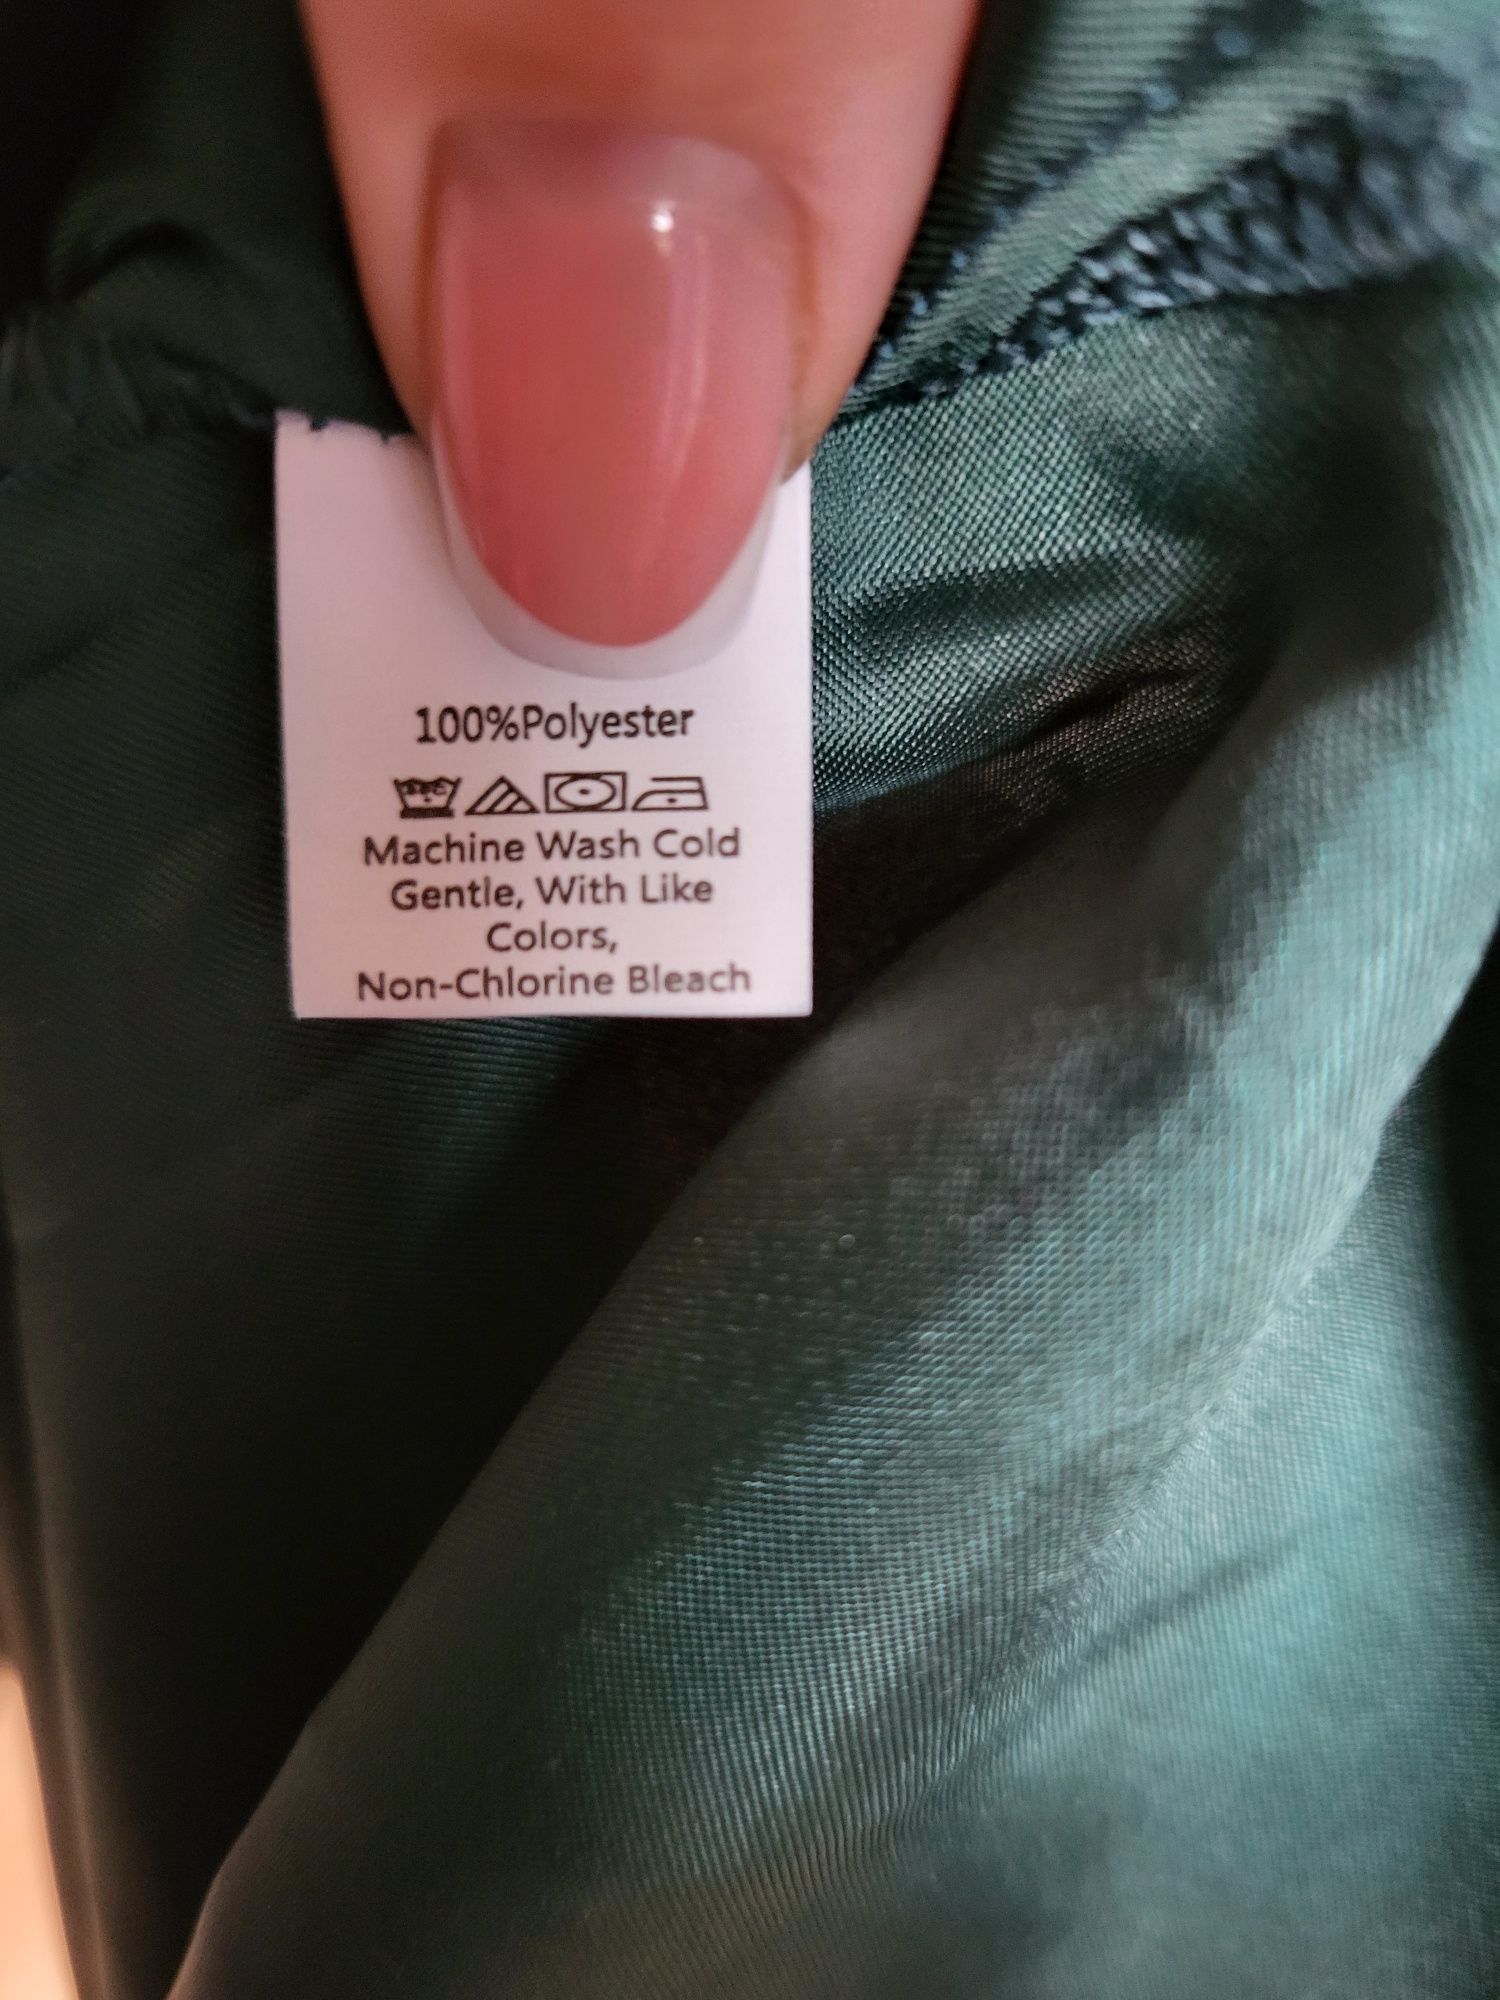 100%Polyester
Machine Wash Cold
Gentle, With Like
Colors,
Non-Chlorine Bleach